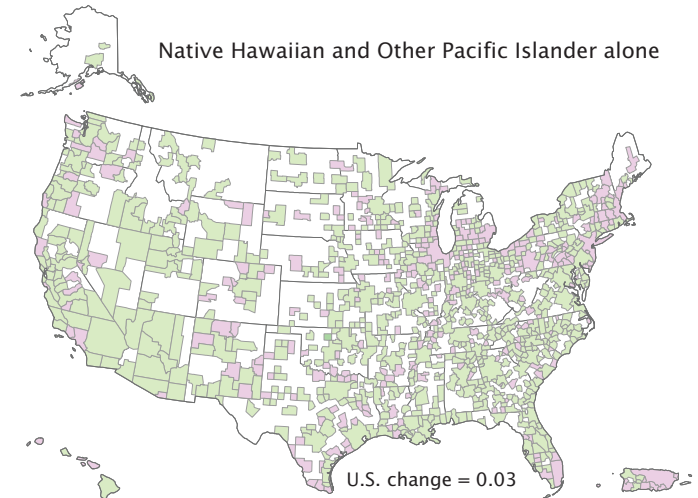 Native Hawaiian and Other Pacific Islander alone
U.S. change = 0.03